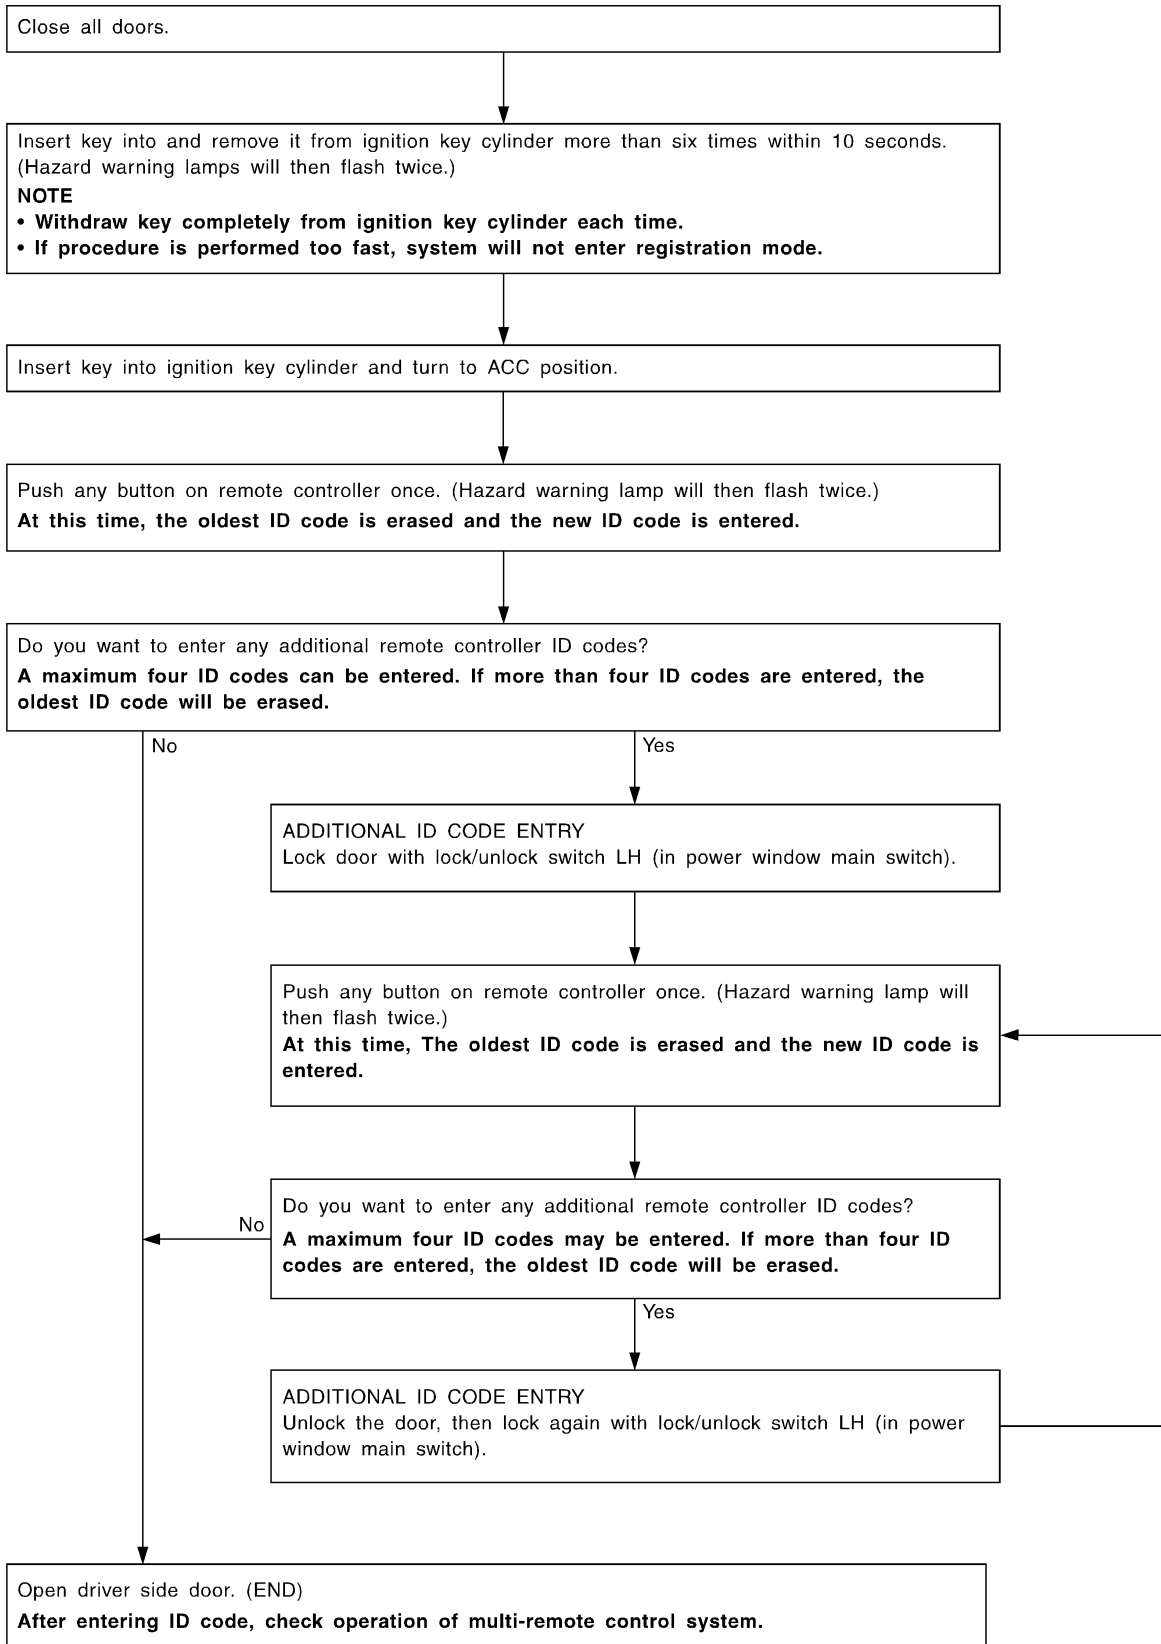 Close all doors.
Insert key into and remove it from ignition key cylinder more than six times within 10 seconds.
(Hazard warning lamps will then flash twice.)
NOTE
• Withdraw key completely from ignition key cylinder each time.
• If procedure is performed too fast, system will not enter registration mode.
Insert key into ignition key cylinder and turn to ACC position.
Push any button on remote controller once. (Hazard warning lamp will then flash twice.)
At this time, the oldest ID code is erased and the new ID code is entered.
Do you want to enter any additional remote controller ID codes?
A maximum four ID codes can be entered. If more than four ID codes are entered, the
oldest ID code will be erased.
No
Yes
ADDITIONAL ID CODE ENTRY
Lock door with lock/unlock switch LH (in power window main switch).
Push any button on remote controller once. (Hazard warning lamp will
then flash twice.)
At this time, The oldest ID code is erased and the new ID code is
entered.
Do you want to enter any additional remote controller ID codes?
A maximum four ID codes may be entered. If more than four ID
codes are entered, the oldest ID code will be erased.
No
Yes
ADDITIONAL ID CODE ENTRY
Unlock the door, then lock again with lock/unlock switch LH (in power
window main switch).
Open driver side door. (END)
After entering ID code, check operation of multi-remote control system.